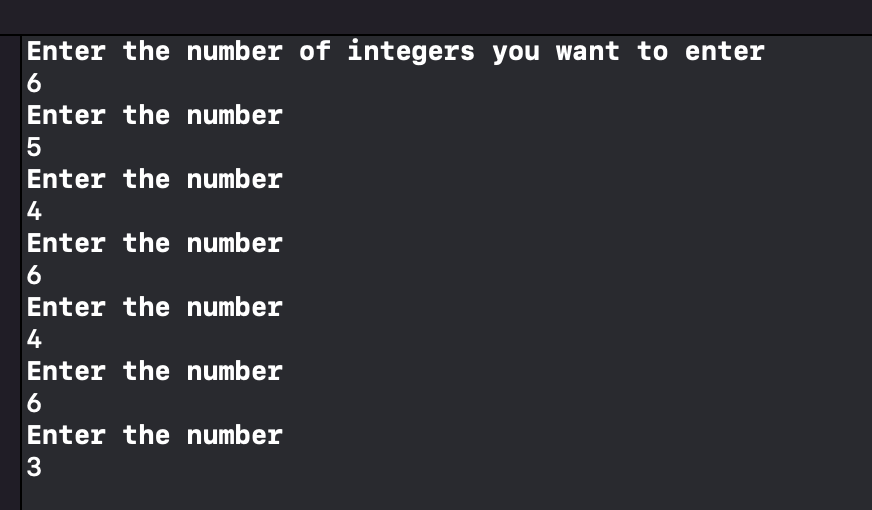 Enter the number of integers you want to enter
6
Enter the number
5
Enter the number
4
Enter the number
6
Enter the number
4
Enter the number
6
Enter the number
3